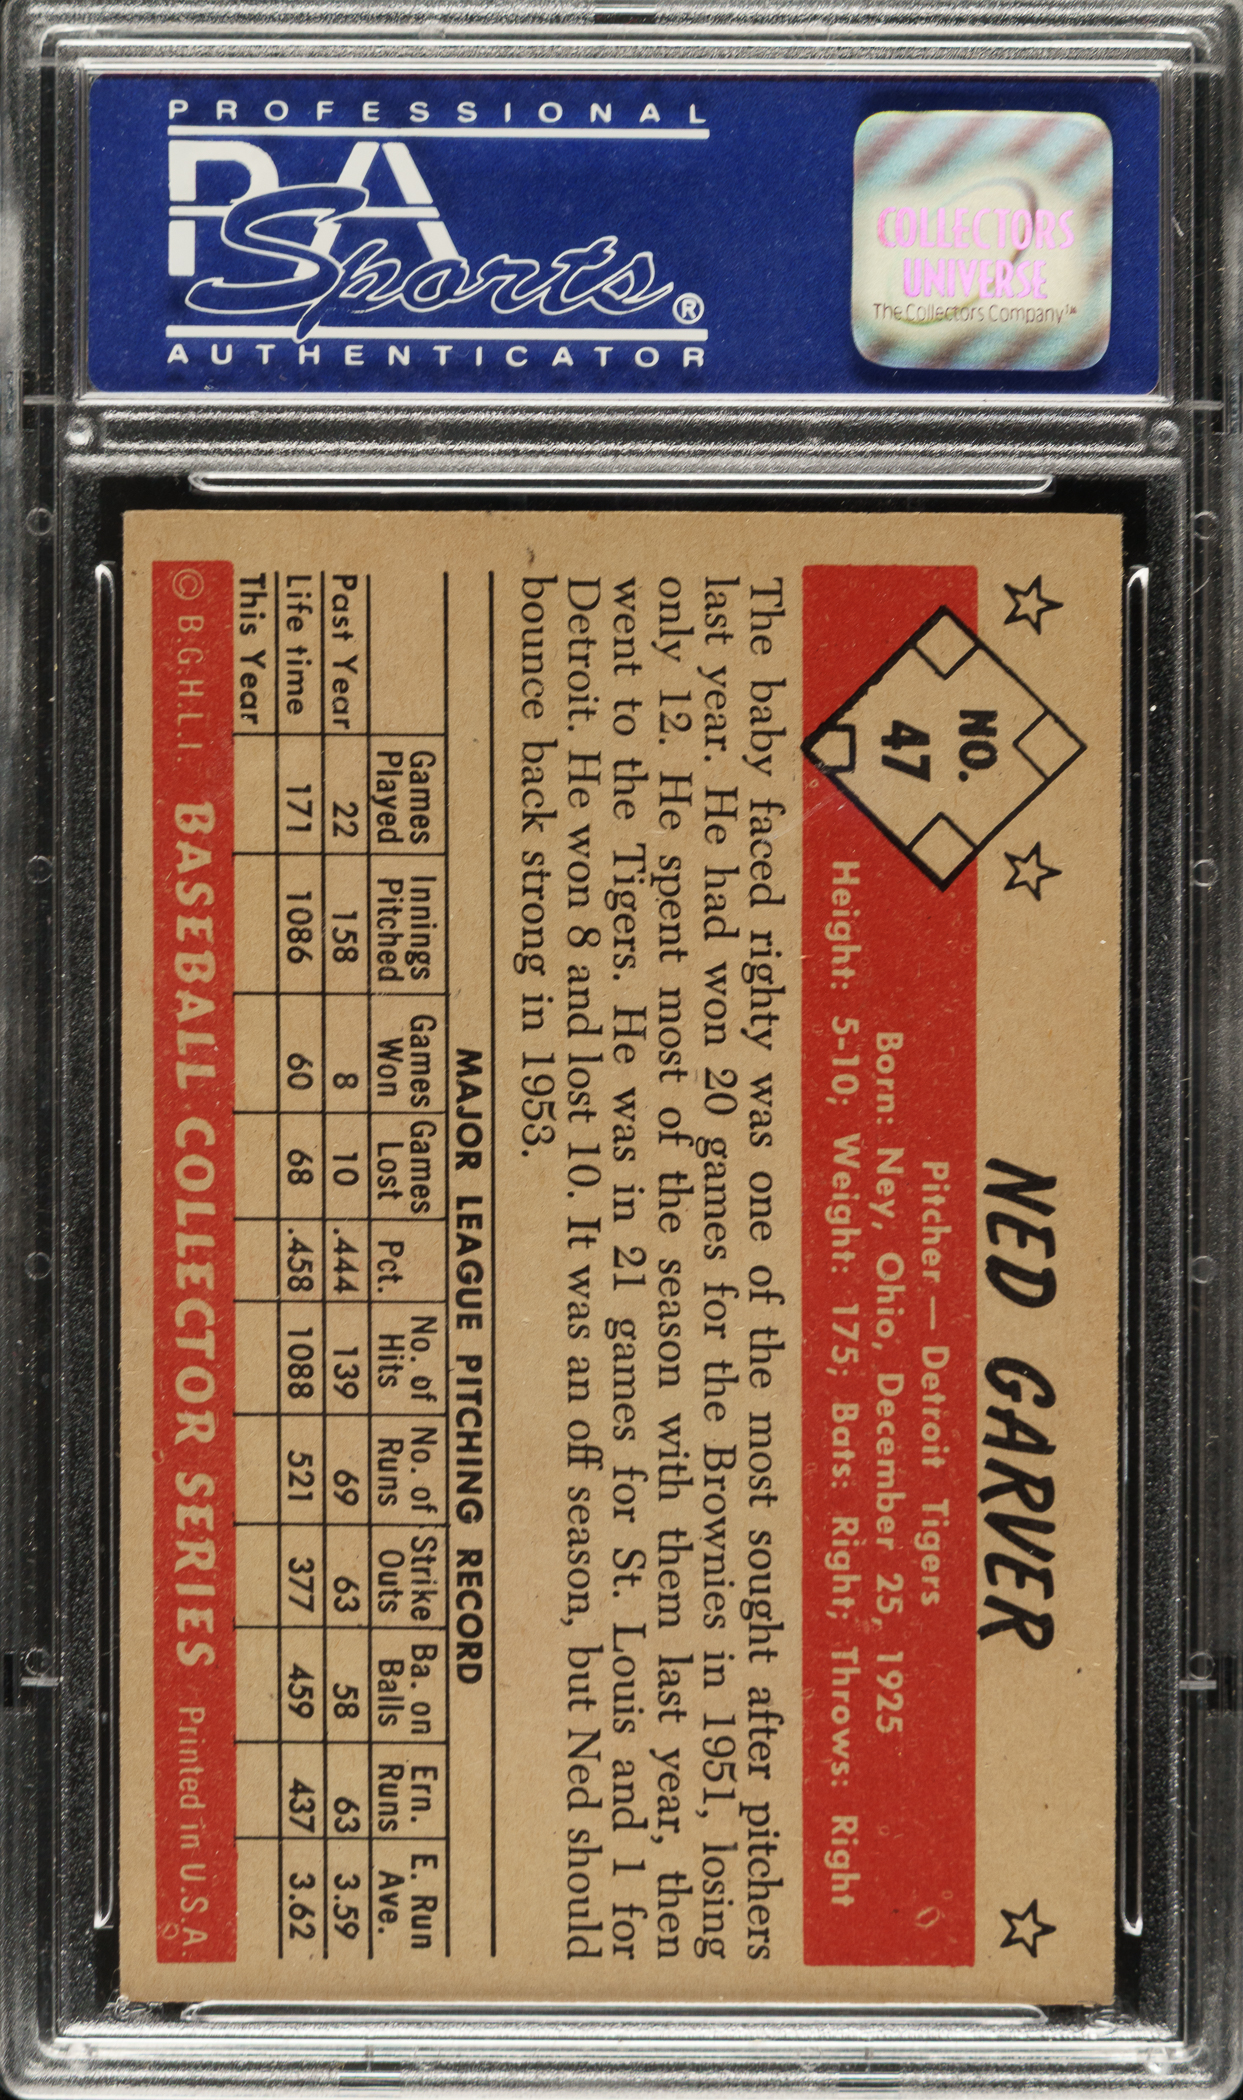 PROFESSIONAL
PSA
Sports®
AUTHENTICATOR
COLLECTORS
UNIVERSE
The Collectors Company™
NO.
47
NED GARVER
Pitcher — Detroit Tigers
Born: Ney, Ohio, December 25, 1925
Height: 5-10; Weight: 175; Bats: Right; Throws: Right
The baby faced righty was one of the most sought after pitchers
last year. He had won 20 games for the Brownies in 1951, losing
only 12. He spent most of the season with them last year, then
went to the Tigers. He was in 21 games for St. Louis and 1 for
Detroit. He won 8 and lost 10. It was an off season, but Ned should
bounce back strong in 1953.
MAJOR LEAGUE PITCHING RECORD
Games Innings Games Games No. of No. of Strike Ba. on Ern. E. Run
Played Pitched Won Lost Pct. Hits Runs Outs Balls Runs Ave.
Past Year 22 158 8 10 .444 139 69 63 58 63 3.59
Life time 171 1086 60 68 .458 1088 521 377 459 437 3.62
This Year
© B.G.H.L.I. BASEBALL COLLECTOR SERIES Printed in U.S.A.